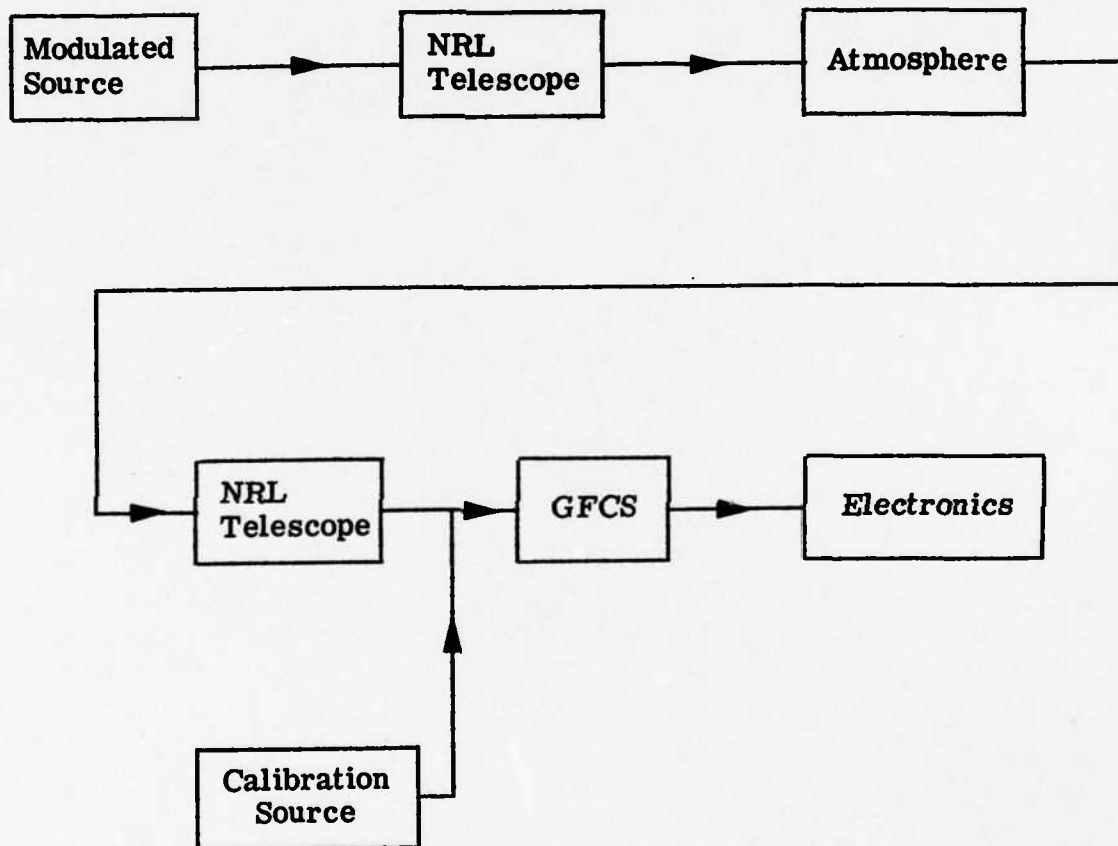 Modulated
Source
NRL
Telescope
Atmosphere
NRL
Telescope
GFCS
Electronics
Calibration
Source